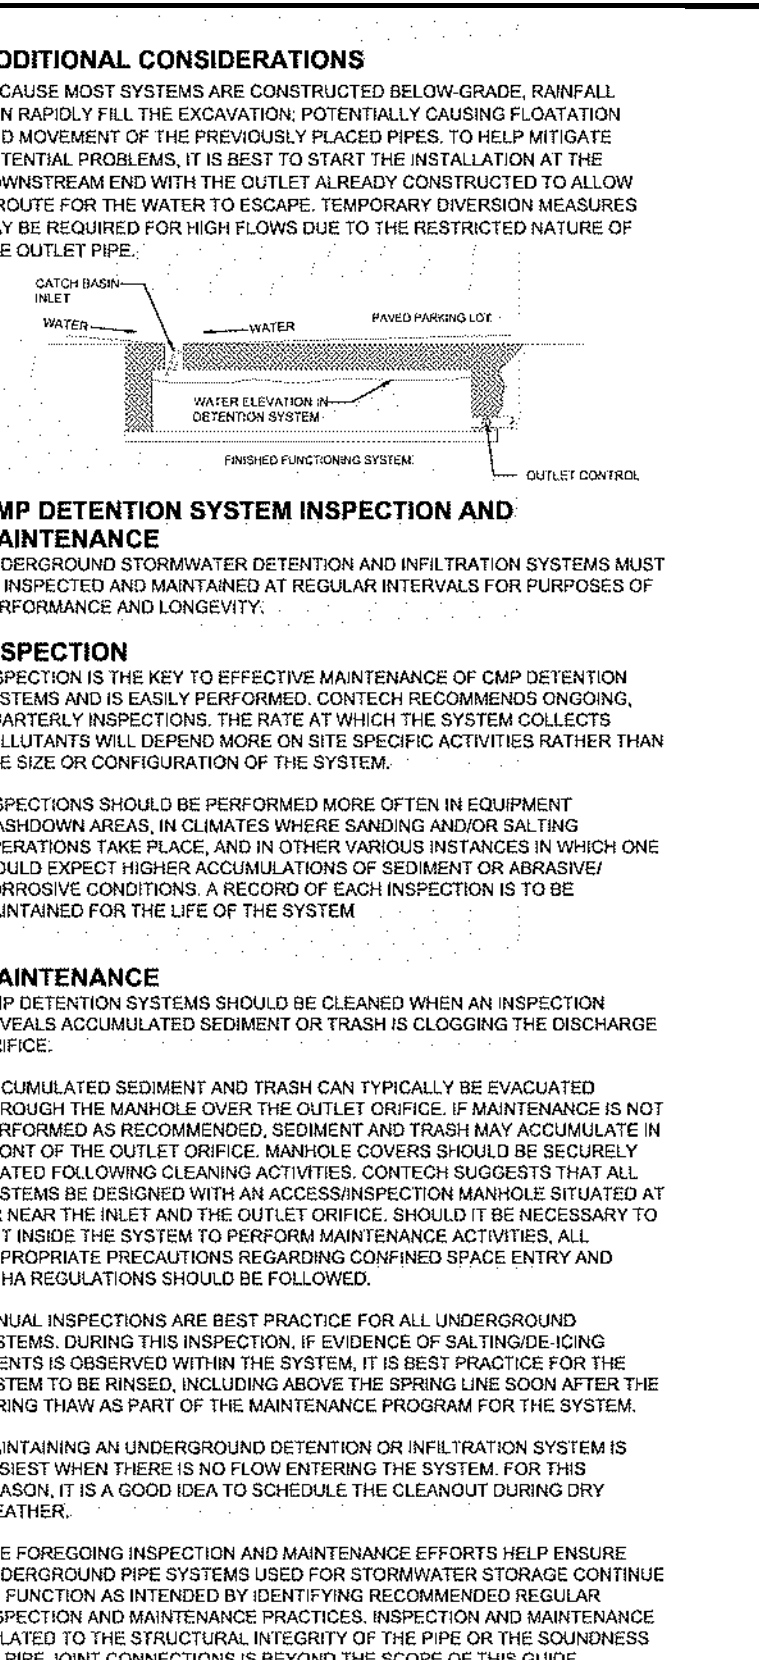 DDITIONAL CONSIDERATIONS
CAUSE MOST SYSTEMS ARE CONSTRUCTED BELOW-GRADE, RAINFALL
N RAPIDLY FILL THE EXCAVATION; POTENTIALLY CAUSING FLOATATION
D MOVEMENT OF THE PREVIOUSLY PLACED PIPES. TO HELP MITIGATE
TENTIAL PROBLEMS, IT IS BEST TO START THE INSTALLATION AT THE
WNSTREAM END WITH THE OUTLET ALREADY CONSTRUCTED TO ALLOW
ROUTE FOR THE WATER TO ESCAPE. TEMPORARY DIVERSION MEASURES
Y BE REQUIRED FOR HIGH FLOWS DUE TO THE RESTRICTED NATURE OF
E OUTLET PIPE.
CATCH BASIN
INLET
WATER
WATER
PAVED PARKING LOT
WATER ELEVATION IN
DETENTION SYSTEM
FINISHED FUNCTIONING SYSTEM
OUTLET CONTROL
MP DETENTION SYSTEM INSPECTION AND
AINTENANCE
DERGROUND STORMWATER DETENTION AND INFILTRATION SYSTEMS MUST
INSPECTED AND MAINTAINED AT REGULAR INTERVALS FOR PURPOSES OF
RFORMANCE AND LONGEVITY.
SPECTION
SPECTION IS THE KEY TO EFFECTIVE MAINTENANCE OF CMP DETENTION
STEMS AND IS EASILY PERFORMED. CONTECH RECOMMENDS ONGOING,
ARTERLY INSPECTIONS. THE RATE AT WHICH THE SYSTEM COLLECTS
LLUTANTS WILL DEPEND MORE ON SITE SPECIFIC ACTIVITIES RATHER THAN
E SIZE OR CONFIGURATION OF THE SYSTEM.
SPECTIONS SHOULD BE PERFORMED MORE OFTEN IN EQUIPMENT
ASHDOWN AREAS, IN CLIMATES WHERE SANDING AND/OR SALTING
ERATIONS TAKE PLACE, AND IN OTHER VARIOUS INSTANCES IN WHICH ONE
OULD EXPECT HIGHER ACCUMULATIONS OF SEDIMENT OR ABRASIVE/
RROSIVE CONDITIONS. A RECORD OF EACH INSPECTION IS TO BE
INTAINED FOR THE LIFE OF THE SYSTEM
AINTENANCE
P DETENTION SYSTEMS SHOULD BE CLEANED WHEN AN INSPECTION
VEALS ACCUMULATED SEDIMENT OR TRASH IS CLOGGING THE DISCHARGE
IFICE.
CUMULATED SEDIMENT AND TRASH CAN TYPICALLY BE EVACUATED
ROUGH THE MANHOLE OVER THE OUTLET ORIFICE. IF MAINTENANCE IS NOT
RFORMED AS RECOMMENDED, SEDIMENT AND TRASH MAY ACCUMULATE IN
ONT OF THE OUTLET ORIFICE. MANHOLE COVERS SHOULD BE SECURELY
ATED FOLLOWING CLEANING ACTIVITIES. CONTECH SUGGESTS THAT ALL
STEMS BE DESIGNED WITH AN ACCESS/INSPECTION MANHOLE SITUATED AT
NEAR THE INLET AND THE OUTLET ORIFICE. SHOULD IT BE NECESSARY TO
T INSIDE THE SYSTEM TO PERFORM MAINTENANCE ACTIVITIES, ALL
PROPRIATE PRECAUTIONS REGARDING CONFINED SPACE ENTRY AND
HA REGULATIONS SHOULD BE FOLLOWED.
NUAL INSPECTIONS ARE BEST PRACTICE FOR ALL UNDERGROUND
STEMS. DURING THIS INSPECTION, IF EVIDENCE OF SALTING/DE-ICING
ENTS IS OBSERVED WITHIN THE SYSTEM, IT IS BEST PRACTICE FOR THE
STEM TO BE RINSED, INCLUDING ABOVE THE SPRING LINE SOON AFTER THE
RING THAW AS PART OF THE MAINTENANCE PROGRAM FOR THE SYSTEM.
INTAINING AN UNDERGROUND DETENTION OR INFILTRATION SYSTEM IS
SIEST WHEN THERE IS NO FLOW ENTERING THE SYSTEM. FOR THIS
ASON, IT IS A GOOD IDEA TO SCHEDULE THE CLEANOUT DURING DRY
EATHER.
E FOREGOING INSPECTION AND MAINTENANCE EFFORTS HELP ENSURE
DERGROUND PIPE SYSTEMS USED FOR STORMWATER STORAGE CONTINUE
FUNCTION AS INTENDED BY IDENTIFYING RECOMMENDED REGULAR
SPECTION AND MAINTENANCE PRACTICES. INSPECTION AND MAINTENANCE
LATED TO THE STRUCTURAL INTEGRITY OF THE PIPE OR THE SOUNDNESS
PIPE JOINT CONNECTIONS IS BEYOND THE SCOPE OF THIS GUIDE